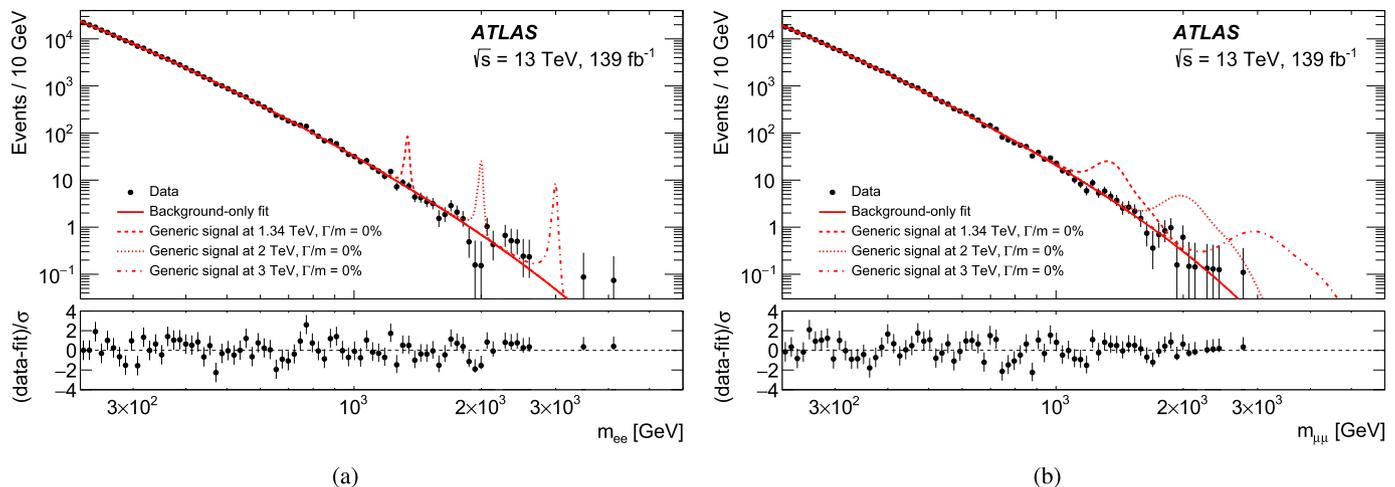 Events / 10 GeV
10⁴
10³
10²
10
1
10⁻¹
ATLAS
√s = 13 TeV, 139 fb⁻¹
Data
Background-only fit
Generic signal at 1.34 TeV, Γ/m = 0%
Generic signal at 2 TeV, Γ/m = 0%
Generic signal at 3 TeV, Γ/m = 0%
(data-fit)/σ
4
2
0
−2
−4
3×10²
10³
2×10³
3×10³
m_ee [GeV]
(a)
Events / 10 GeV
10⁴
10³
10²
10
1
10⁻¹
ATLAS
√s = 13 TeV, 139 fb⁻¹
Data
Background-only fit
Generic signal at 1.34 TeV, Γ/m = 0%
Generic signal at 2 TeV, Γ/m = 0%
Generic signal at 3 TeV, Γ/m = 0%
(data-fit)/σ
4
2
0
−2
−4
3×10²
10³
2×10³
3×10³
m_μμ [GeV]
(b)